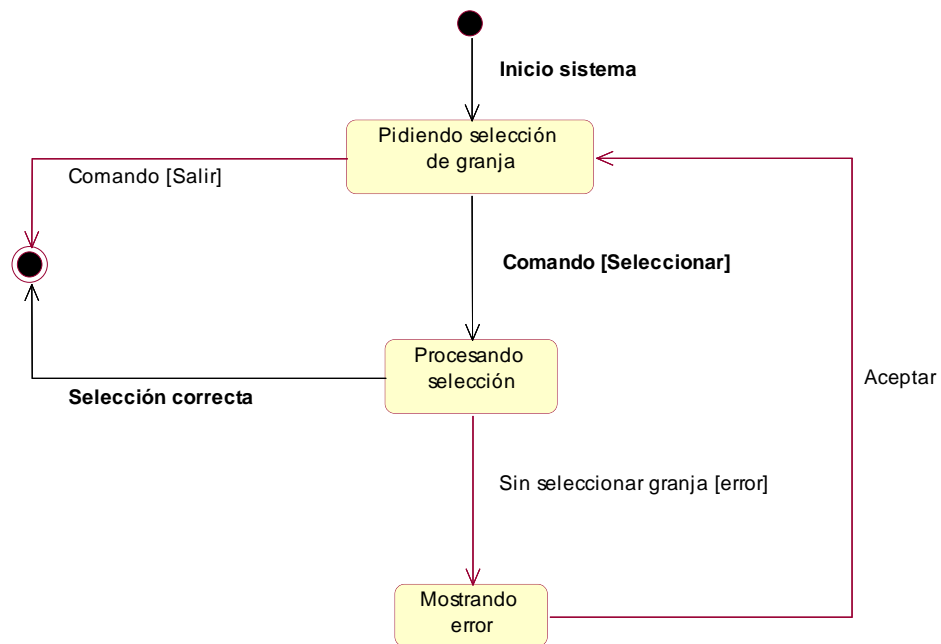 Inicio sistema
Pidiendo selección
de granja
Comando [Salir]
Comando [Seleccionar]
Procesando
selección
Aceptar
Selección correcta
Sin seleccionar granja [error]
Mostrando
error